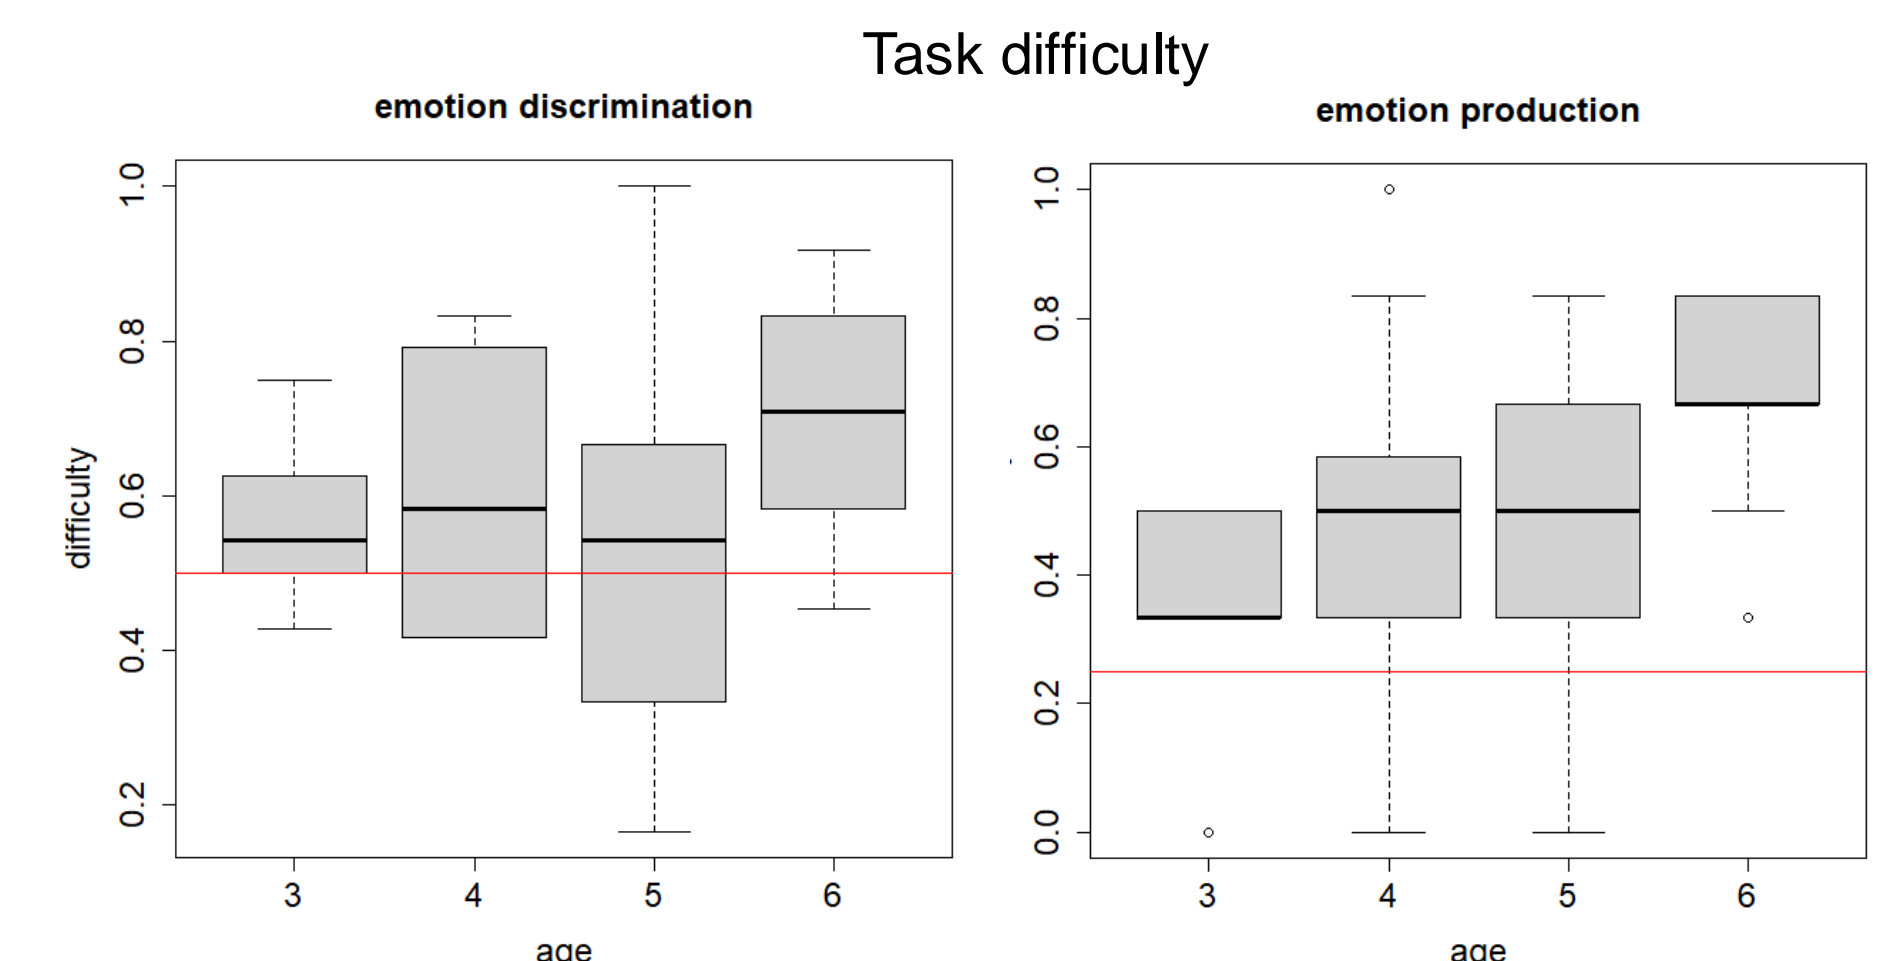 Task difficulty
emotion discrimination
difficulty
1.0
0.8
0.6
0.4
0.2
3 4 5 6
age
emotion production
1.0
0.8
0.6
0.4
0.2
0.0
3 4 5 6
age